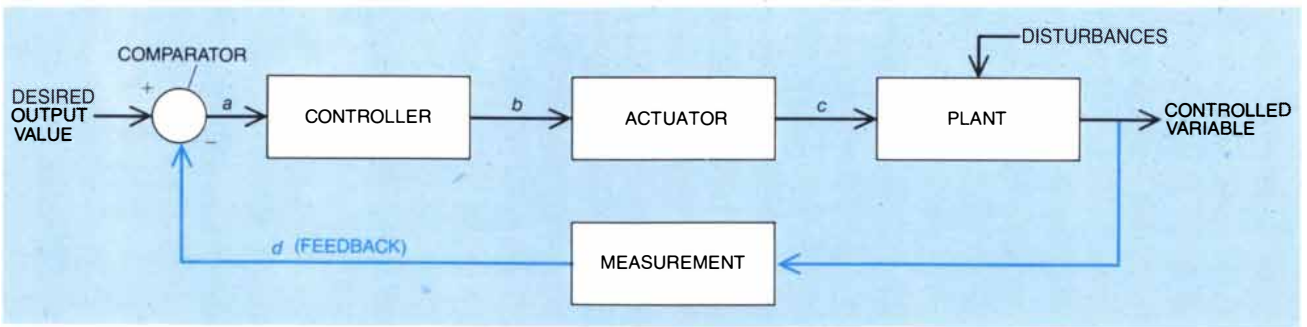 COMPARATOR
DISTURBANCES
DESIRED
OUTPUT
VALUE
+
−
a
CONTROLLER
b
ACTUATOR
c
PLANT
CONTROLLED
VARIABLE
d (FEEDBACK)
MEASUREMENT